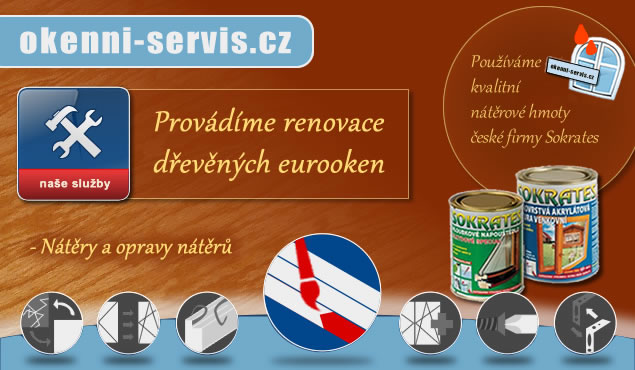 okenni-servis.cz
Používáme
kvalitní
nátěrové hmoty
české firmy Sokrates
okenni-servis.cz
naše služby
Provádíme renovace
dřevěných eurooken
- Nátěry a opravy nátěrů
SOKRATES
SOKRATES